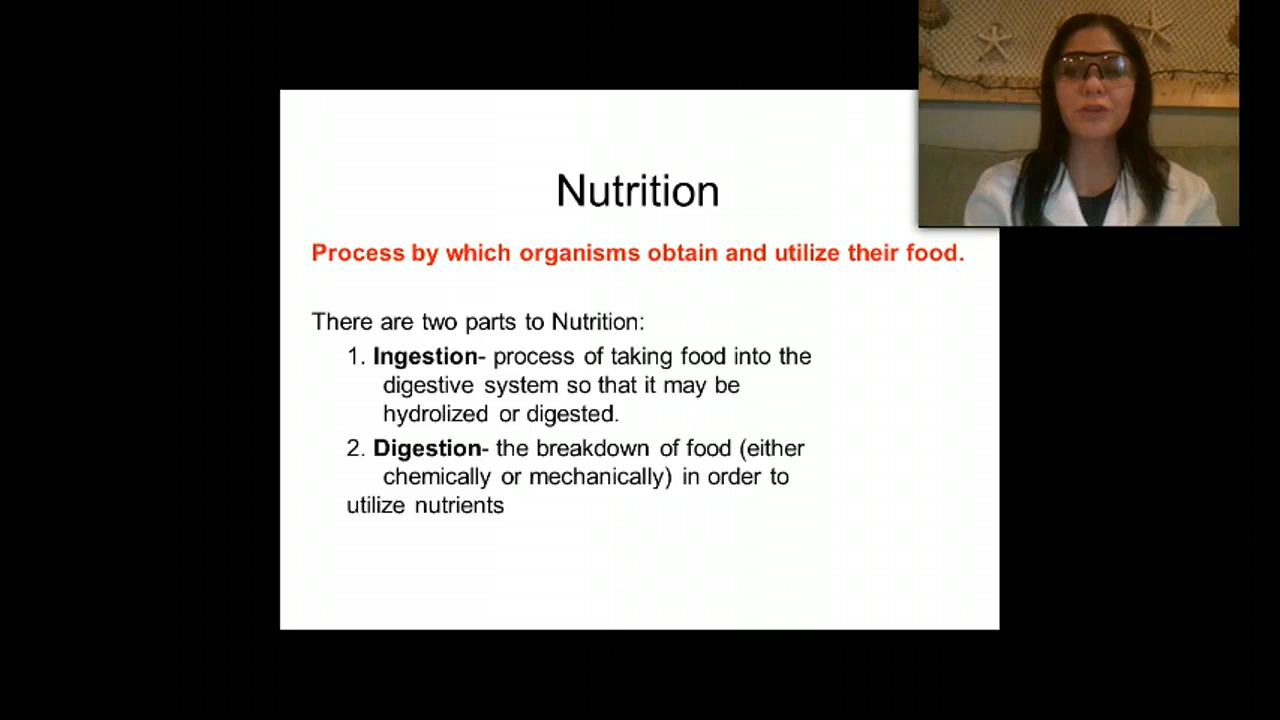 Nutrition
Process by which organisms obtain and utilize their food.
There are two parts to Nutrition:
1. Ingestion- process of taking food into the
digestive system so that it may be
hydrolized or digested.
2. Digestion- the breakdown of food (either
chemically or mechanically) in order to
utilize nutrients